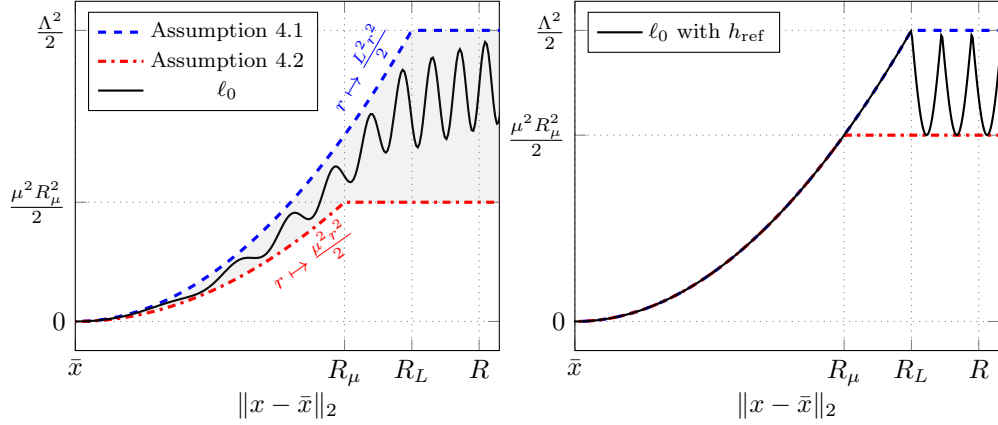 Λ²/2
μ²R_μ²/2
0
Assumption 4.1
Assumption 4.2
ℓ₀
r ↦ L²r²/2
r ↦ μ²r²/2
x̄
R_μ
R_L
R
‖x − x̄‖₂
Λ²/2
μ²R_μ²/2
0
ℓ₀ with h_ref
x̄
R_μ
R_L
R
‖x − x̄‖₂